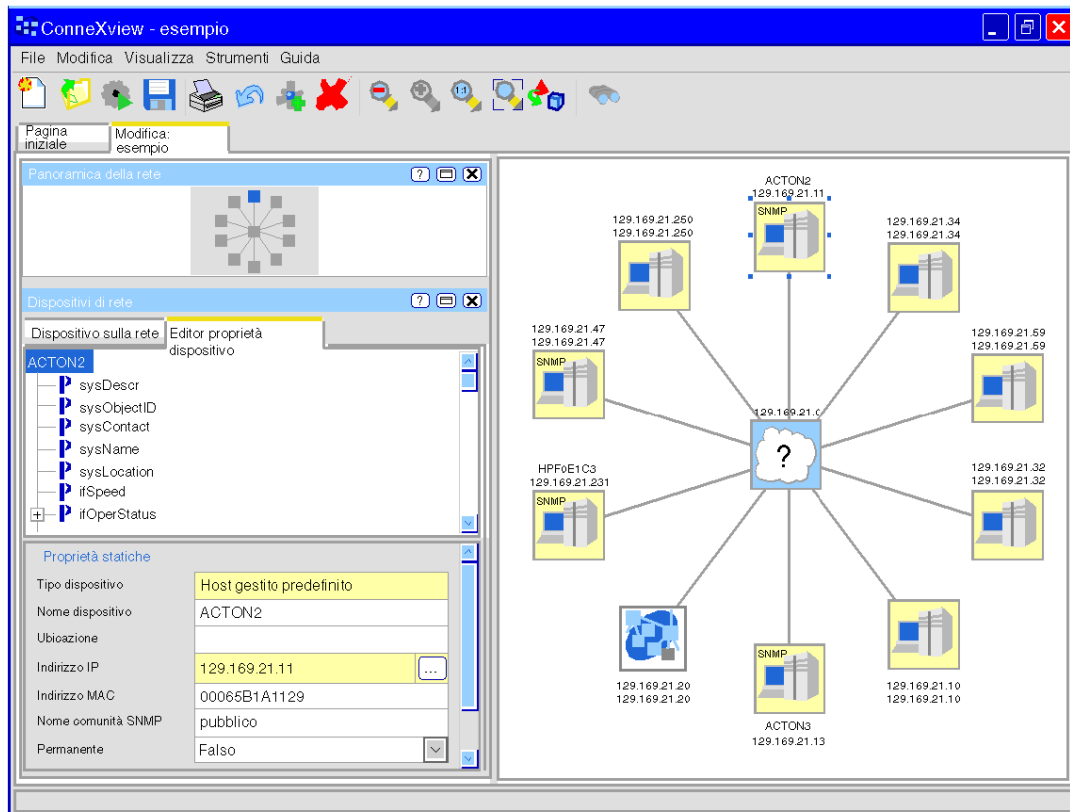 ConneXview - esempio
File Modifica Visualizza Strumenti Guida
1:1
Pagina
iniziale
Modifica:
esempio
Panoramica della rete
?
Dispositivi di rete
?
Dispositivo sulla rete
Editor proprietà
dispositivo
ACTON2
P sysDescr
P sysObjectID
P sysContact
P sysName
P sysLocation
P ifSpeed
P ifOperStatus
Proprietà statiche
Tipo dispositivo Host gestito predefinito
Nome dispositivo ACTON2
Ubicazione
Indirizzo IP 129.169.21.11 ...
Indirizzo MAC 00065B1A1129
Nome comunità SNMP pubblico
Permanente Falso
ACTON2
129.169.21.11
SNMP
129.169.21.250
129.169.21.250
129.169.21.34
129.169.21.34
129.169.21.47
129.169.21.47
SNMP
129.169.21.59
129.169.21.59
129.169.21.0
?
HPF0E1C3
129.169.21.231
SNMP
129.169.21.32
129.169.21.32
129.169.21.20
129.169.21.20
SNMP
ACTON3
129.169.21.13
129.169.21.10
129.169.21.10